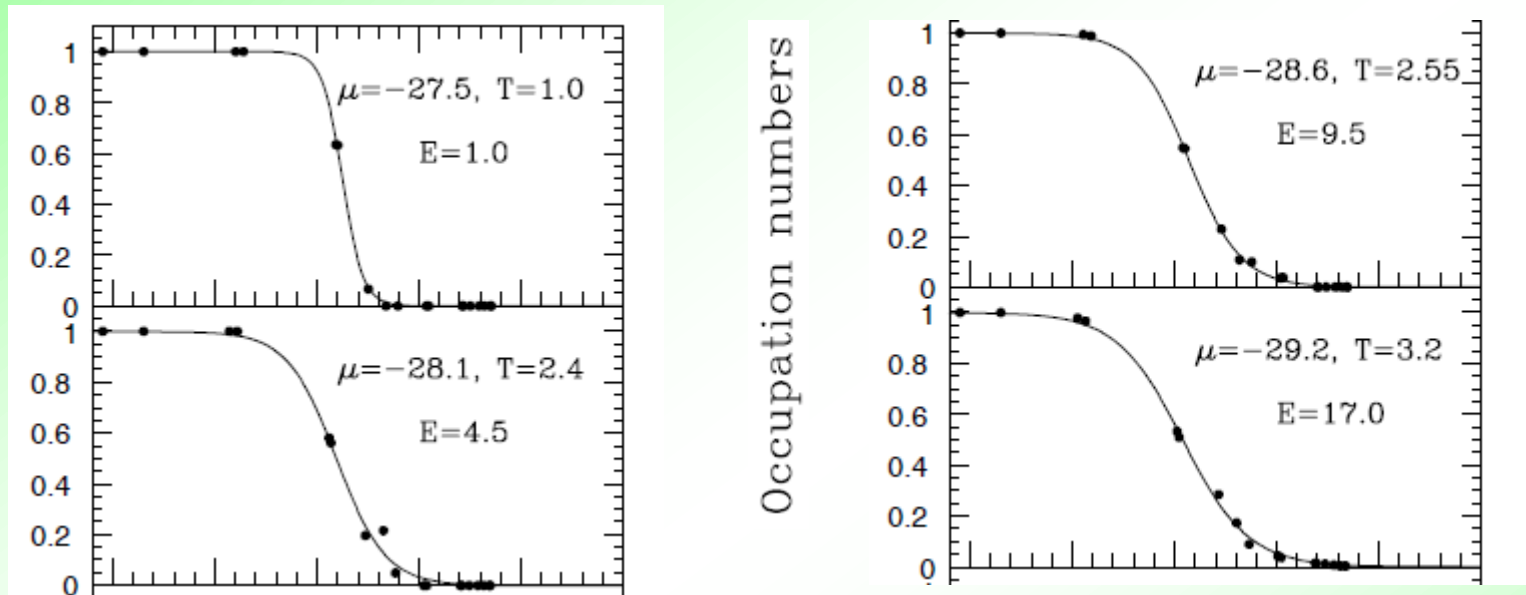 1
0.8
0.6
0.4
0.2
0
μ=−27.5, T=1.0
E=1.0
1
0.8
0.6
0.4
0.2
0
μ=−28.1, T=2.4
E=4.5
Occupation numbers
1
0.8
0.6
0.4
0.2
0
μ=−28.6, T=2.55
E=9.5
1
0.8
0.6
0.4
0.2
0
μ=−29.2, T=3.2
E=17.0